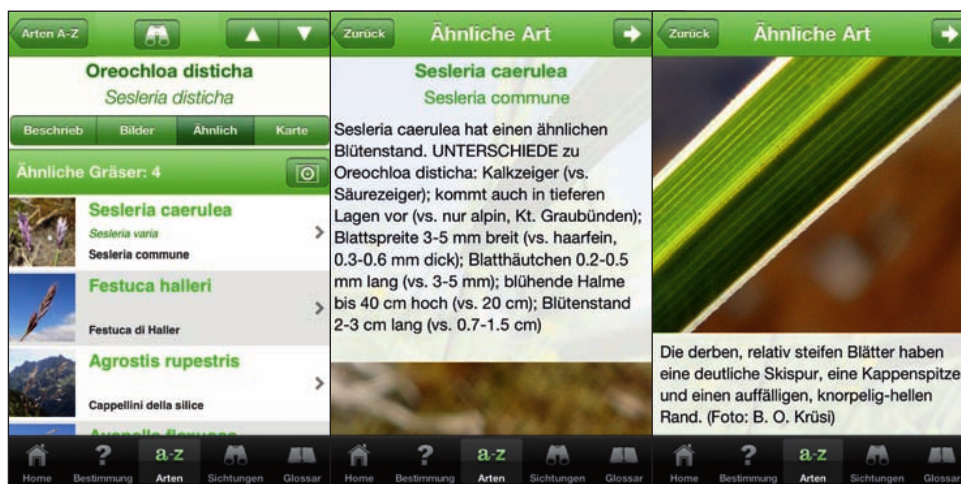 Arten A-Z
Oreochloa disticha
Sesleria disticha
Beschrieb Bilder Ähnlich Karte
Ähnliche Gräser: 4
Sesleria caerulea
Sesleria varia
Sesleria commune
Festuca halleri
Festuca di Haller
Agrostis rupestris
Cappellini della silice
Avenella flexuosa
Home Bestimmung a-z Arten Sichtungen Glossar
Zurück Ähnliche Art
Sesleria caerulea
Sesleria commune
Sesleria caerulea hat einen ähnlichen
Blütenstand. UNTERSCHIEDE zu
Oreochloa disticha: Kalkzeiger (vs.
Säurezeiger); kommt auch in tieferen
Lagen vor (vs. nur alpin, Kt. Graubünden);
Blattspreite 3-5 mm breit (vs. haarfein,
0.3-0.6 mm dick); Blatthäutchen 0.2-0.5
mm lang (vs. 3-5 mm); blühende Halme
bis 40 cm hoch (vs. 20 cm); Blütenstand
2-3 cm lang (vs. 0.7-1.5 cm)
Home Bestimmung a-z Arten Sichtungen Glossar
Zurück Ähnliche Art
Die derben, relativ steifen Blätter haben
eine deutliche Skispur, eine Kappenspitze
und einen auffälligen, knorpelig-hellen
Rand. (Foto: B. O. Krüsi)
Home Bestimmung a-z Arten Sichtungen Glossar